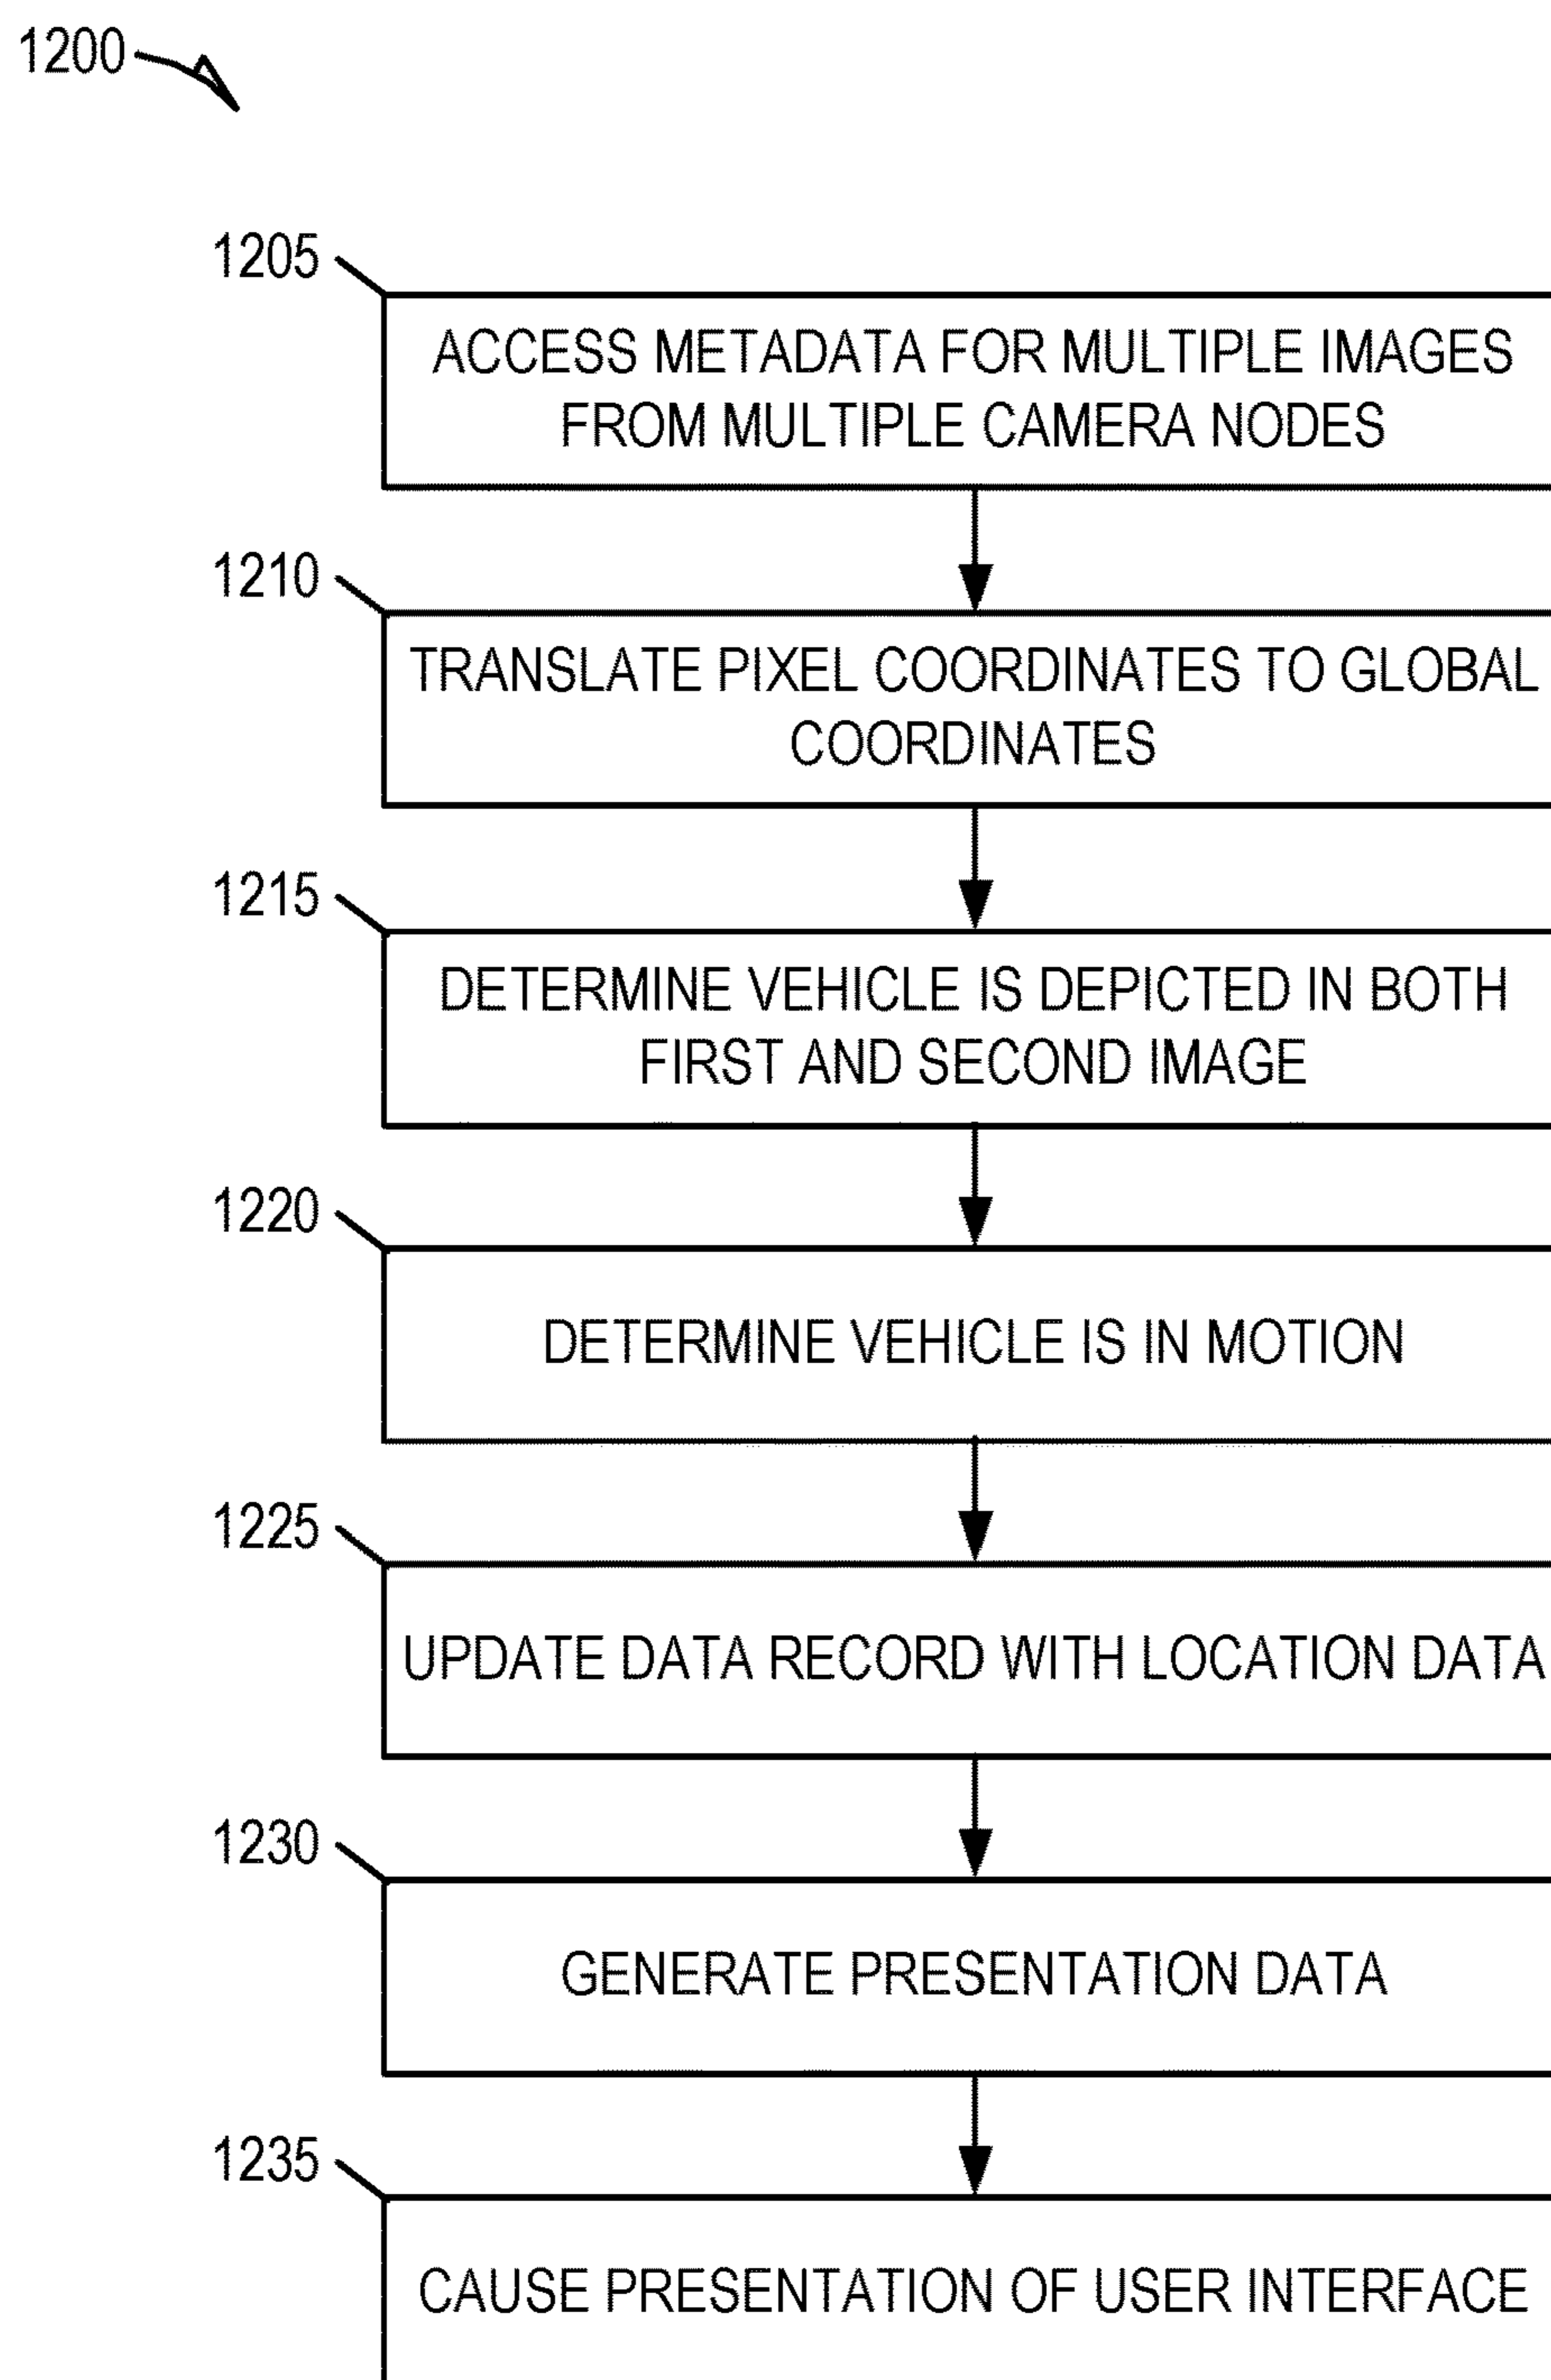 1200
1205
ACCESS METADATA FOR MULTIPLE IMAGES
FROM MULTIPLE CAMERA NODES
1210
TRANSLATE PIXEL COORDINATES TO GLOBAL
COORDINATES
1215
DETERMINE VEHICLE IS DEPICTED IN BOTH
FIRST AND SECOND IMAGE
1220
DETERMINE VEHICLE IS IN MOTION
1225
UPDATE DATA RECORD WITH LOCATION DATA
1230
GENERATE PRESENTATION DATA
1235
CAUSE PRESENTATION OF USER INTERFACE